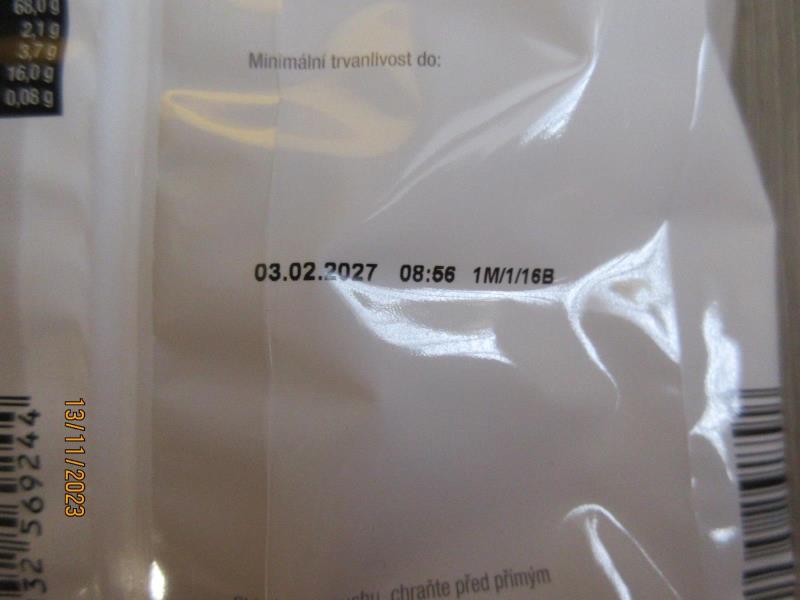 68,0 g
2,1 g
3,7 g
16,0 g
0,08 g
Minimální trvanlivost do:
03.02.2027 08:56 1M/1/16B
32 569244
13/11/2023
chraňte před přímým